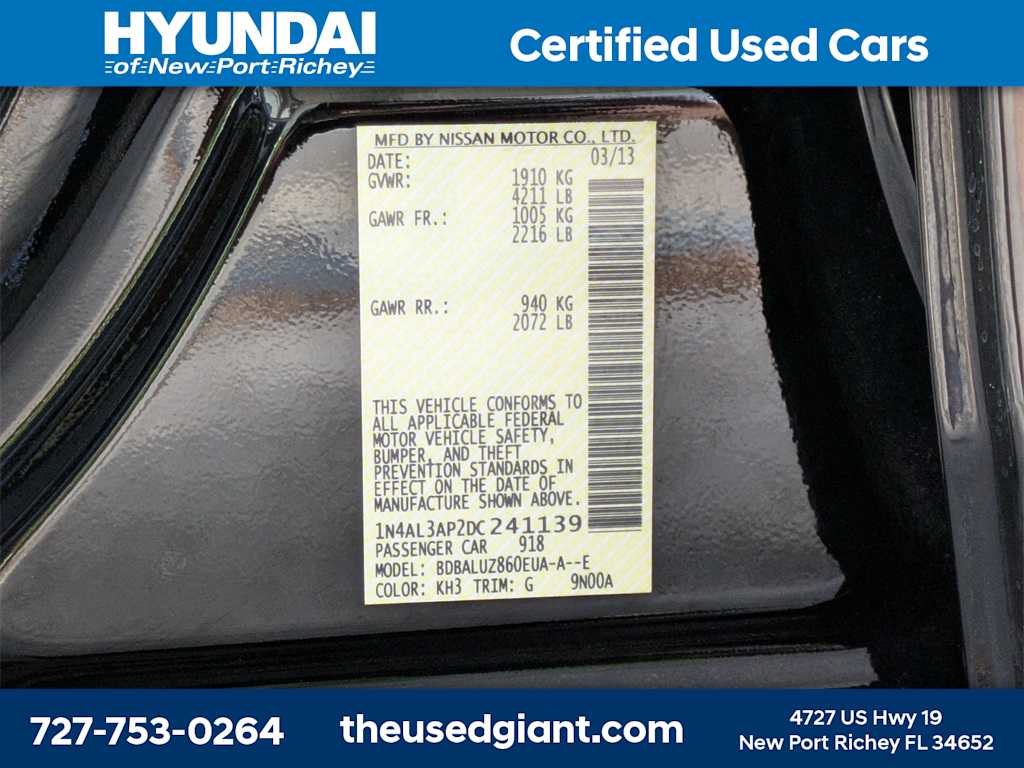 HYUNDAI
of New Port Richey
Certified Used Cars
MFD BY NISSAN MOTOR CO., LTD.
DATE: 03/13
GVWR: 1910 KG
4211 LB
GAWR FR.: 1005 KG
2216 LB
GAWR RR.: 940 KG
2072 LB
THIS VEHICLE CONFORMS TO
ALL APPLICABLE FEDERAL
MOTOR VEHICLE SAFETY,
BUMPER, AND THEFT
PREVENTION STANDARDS IN
EFFECT ON THE DATE OF
MANUFACTURE SHOWN ABOVE.
1N4AL3AP2DC241139
PASSENGER CAR 918
MODEL: BDBALUZ860EUA-A--E
COLOR: KH3 TRIM: G 9N00A
727-753-0264
theusedgiant.com
4727 US Hwy 19
New Port Richey FL 34652